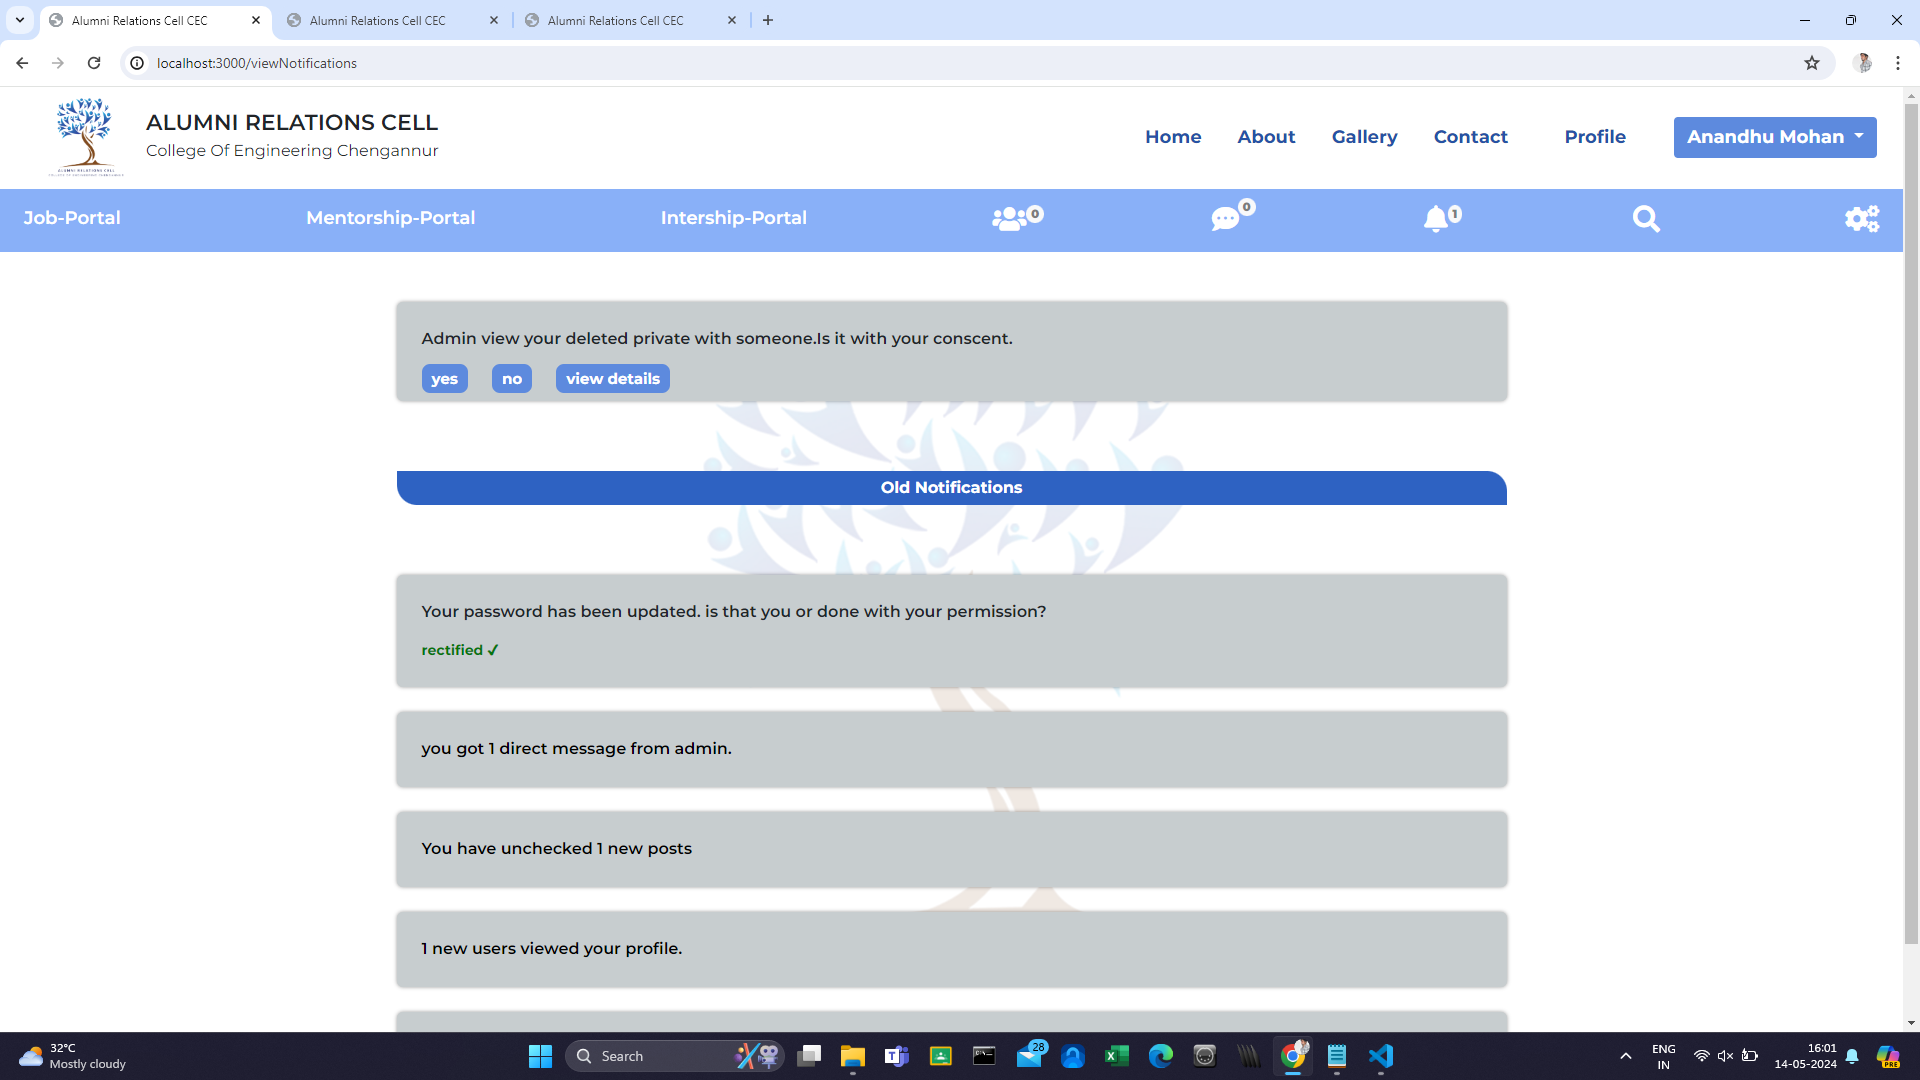 Alumni Relations Cell CEC
Alumni Relations Cell CEC
Alumni Relations Cell CEC
localhost:3000/viewNotifications
ALUMNI RELATIONS CELL
College Of Engineering Chengannur
Home
About
Gallery
Contact
Profile
Anandhu Mohan
Job-Portal
Mentorship-Portal
Intership-Portal
0
0
1
Admin view your deleted private with someone.Is it with your conscent.
yes
no
view details
Old Notifications
Your password has been updated. is that you or done with your permission?
rectified ✓
you got 1 direct message from admin.
You have unchecked 1 new posts
1 new users viewed your profile.
32°C
Mostly cloudy
Search
28
ENG
IN
16:01
14-05-2024
PRE